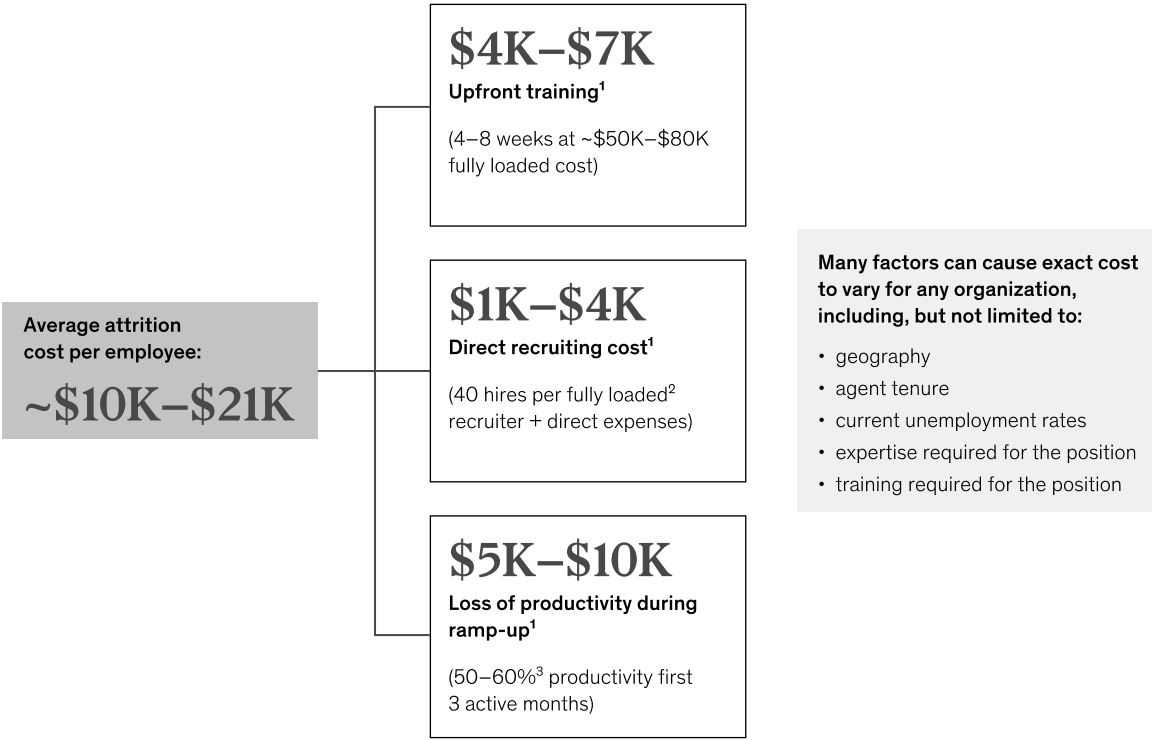 Average attrition
cost per employee:
~$10K–$21K
$4K–$7K
Upfront training¹
(4–8 weeks at ~$50K–$80K
fully loaded cost)
$1K–$4K
Direct recruiting cost¹
(40 hires per fully loaded²
recruiter + direct expenses)
$5K–$10K
Loss of productivity during
ramp-up¹
(50–60%³ productivity first
3 active months)
Many factors can cause exact cost
to vary for any organization,
including, but not limited to:
• geography
• agent tenure
• current unemployment rates
• expertise required for the position
• training required for the position